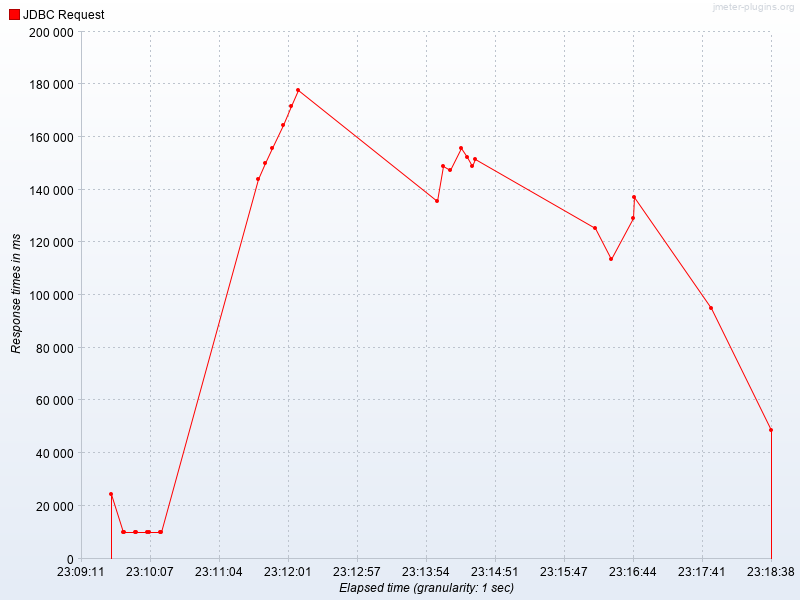 jmeter-plugins.org
JDBC Request
200 000
180 000
160 000
140 000
120 000
100 000
80 000
60 000
40 000
20 000
0
Response times in ms
23:09:11 23:10:07 23:11:04 23:12:01 23:12:57 23:13:54 23:14:51 23:15:47 23:16:44 23:17:41 23:18:38
Elapsed time (granularity: 1 sec)